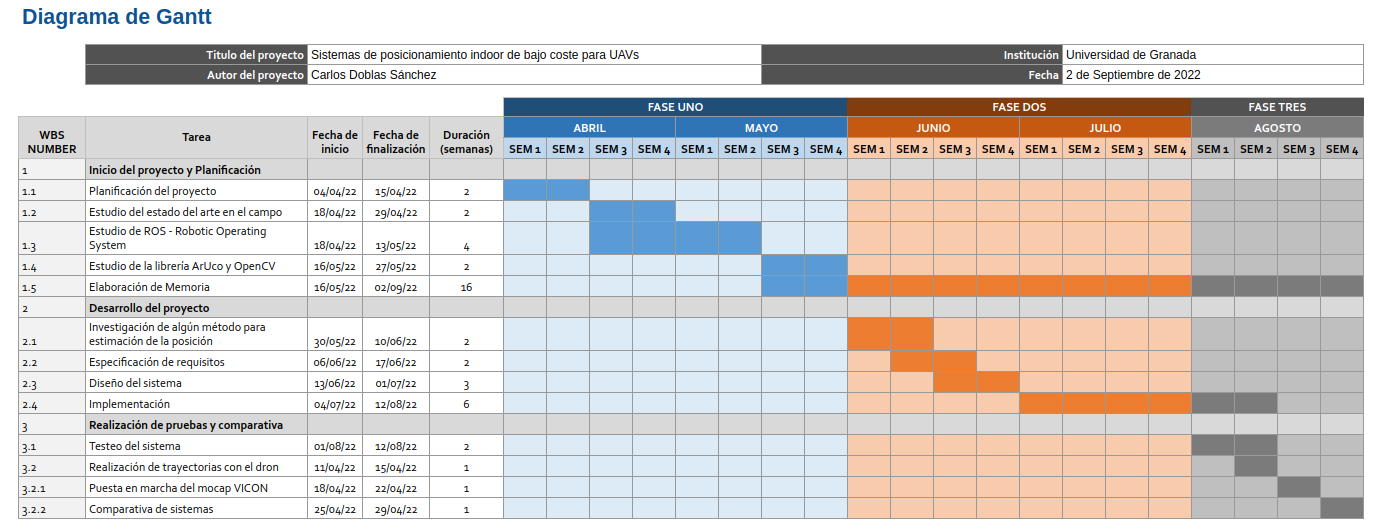 Diagrama de Gantt
Titulo del proyecto Sistemas de posicionamiento indoor de bajo coste para UAVs Institución Universidad de Granada
Autor del proyecto Carlos Doblas Sánchez Fecha 2 de Septiembre de 2022
FASE UNO FASE DOS FASE TRES
WBS NUMBER Tarea Fecha de inicio Fecha de finalización Duración (semanas) ABRIL MAYO JUNIO JULIO AGOSTO
SEM 1 SEM 2 SEM 3 SEM 4 SEM 1 SEM 2 SEM 3 SEM 4 SEM 1 SEM 2 SEM 3 SEM 4 SEM 1 SEM 2 SEM 3 SEM 4 SEM 1 SEM 2 SEM 3 SEM 4
1 Inicio del proyecto y Planificación
1.1 Planificación del proyecto 04/04/22 15/04/22 2
1.2 Estudio del estado del arte en el campo 18/04/22 29/04/22 2
Estudio de ROS - Robotic Operating
1.3 System 18/04/22 13/05/22 4
1.4 Estudio de la librería ArUco y OpenCV 16/05/22 27/05/22 2
1.5 Elaboración de Memoria 16/05/22 02/09/22 16
2 Desarrollo del proyecto
Investigación de algún método para
2.1 estimación de la posición 30/05/22 10/06/22 2
2.2 Especificación de requisitos 06/06/22 17/06/22 2
2.3 Diseño del sistema 13/06/22 01/07/22 3
2.4 Implementación 04/07/22 12/08/22 6
3 Realización de pruebas y comparativa
3.1 Testeo del sistema 01/08/22 12/08/22 2
3.2 Realización de trayectorias con el dron 11/04/22 15/04/22 1
3.2.1 Puesta en marcha del mocap VICON 18/04/22 22/04/22 1
3.2.2 Comparativa de sistemas 25/04/22 29/04/22 1